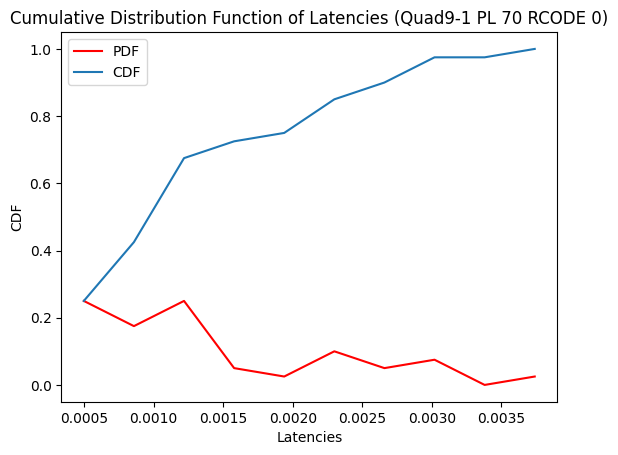 Cumulative Distribution Function of Latencies (Quad9-1 PL 70 RCODE 0)
PDF
CDF
1.0
0.8
0.6
0.4
0.2
0.0
CDF
0.0005 0.0010 0.0015 0.0020 0.0025 0.0030 0.0035
Latencies